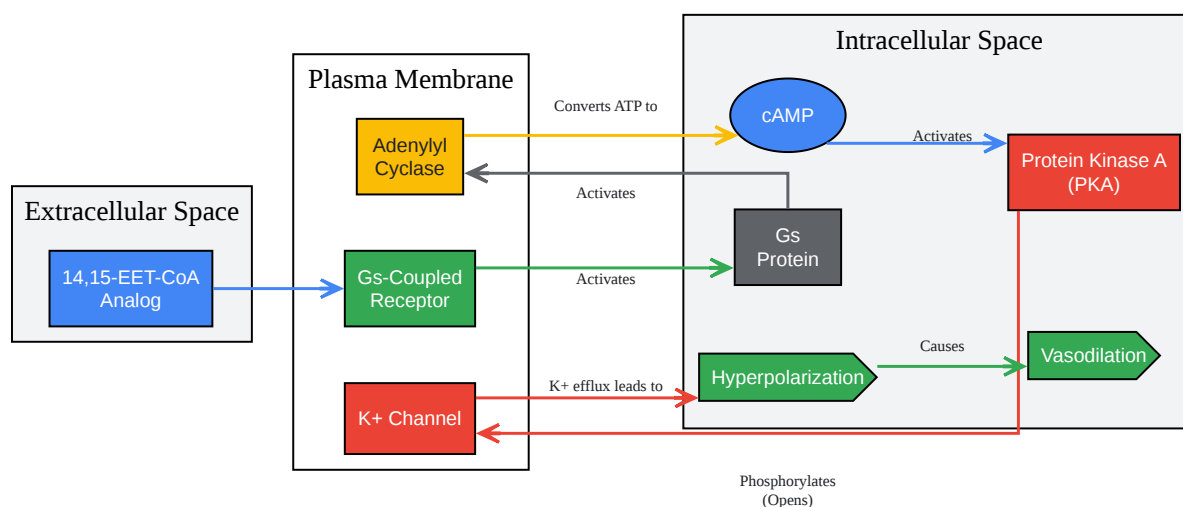 Intracellular Space
Plasma Membrane
Converts ATP to
cAMP
Activates
Adenylyl
Cyclase
Protein Kinase A
(PKA)
Activates
Extracellular Space
14,15-EET-CoA
Analog
Gs-Coupled
Receptor
Activates
Gs
Protein
K+ Channel
K+ efflux leads to
Hyperpolarization
Causes
Vasodilation
Phosphorylates
(Opens)